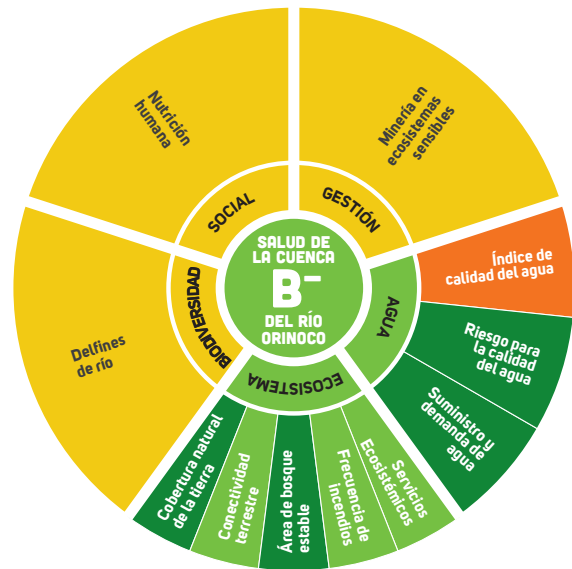 Nutrición
humana
Minería en
ecosistemas
sensibles
SOCIAL
GESTIÓN
SALUD DE
LA CUENCA
B-
DEL RÍO
ORINOCO
BIODIVERSIDAD
AGUA
ECOSISTEMA
Índice de
calidad del agua
Riesgo para
la calidad
del agua
Suministro y
demanda de
agua
Delfines
de río
Cobertura natural
de la tierra
Conectividad
terrestre
Área de bosque
estable
Frecuencia de
incendios
Servicios
Ecosistémicos